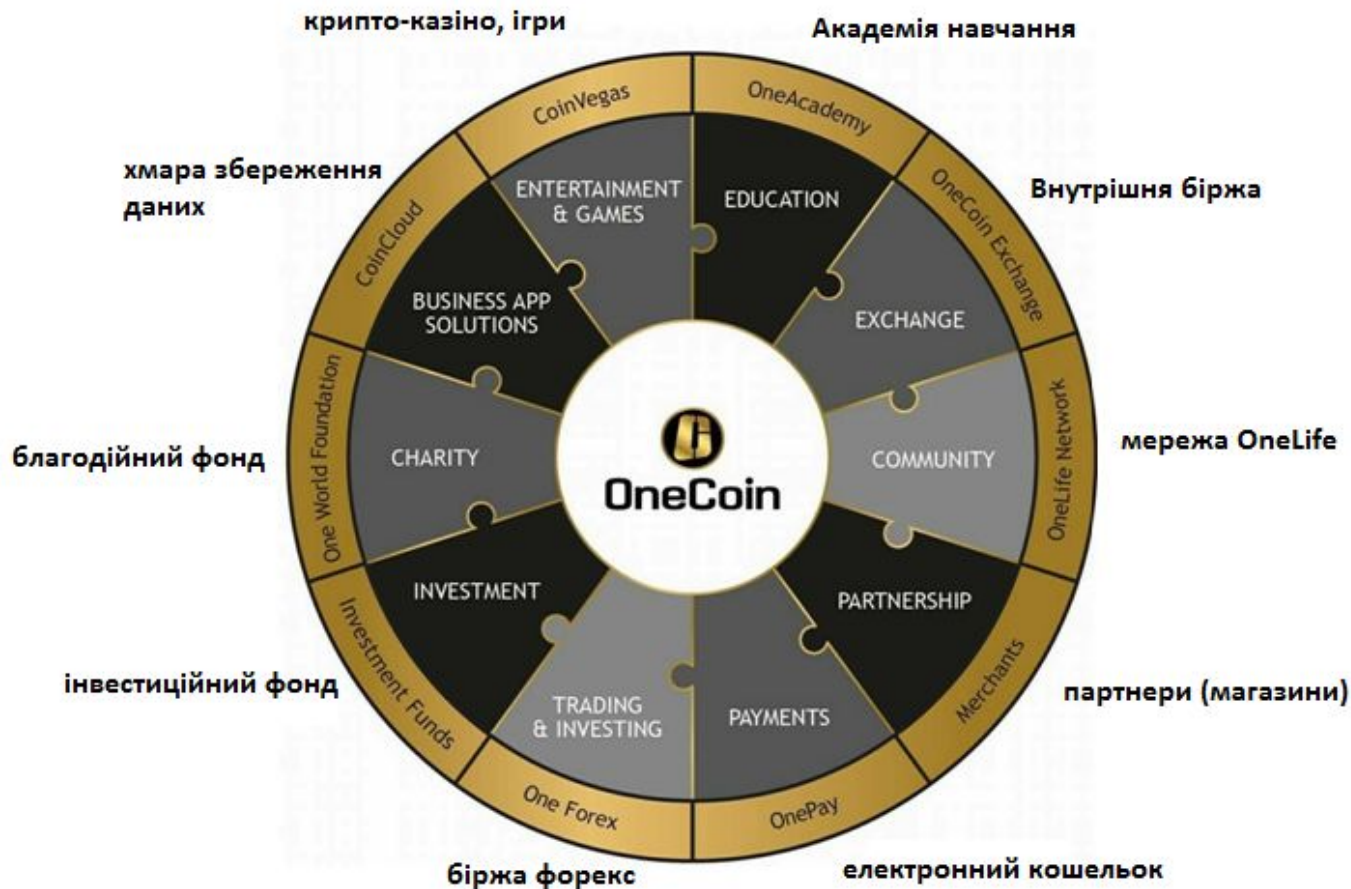 крипто-казіно, ігри
Академія навчання
CoinVegas
OneAcademy
хмара збереження
даних
ENTERTAINMENT
& GAMES
EDUCATION
Внутрішня біржа
CoinCloud
OneCoin Exchange
BUSINESS APP
SOLUTIONS
EXCHANGE
One World Foundation
OneLife Network
благодійний фонд
CHARITY
OneCoin
COMMUNITY
мережа OneLife
INVESTMENT
PARTNERSHIP
Investment Funds
Merchants
інвестиційний фонд
партнери (магазини)
TRADING
& INVESTING
PAYMENTS
One Forex
OnePay
біржа форекс
електронний кошельок